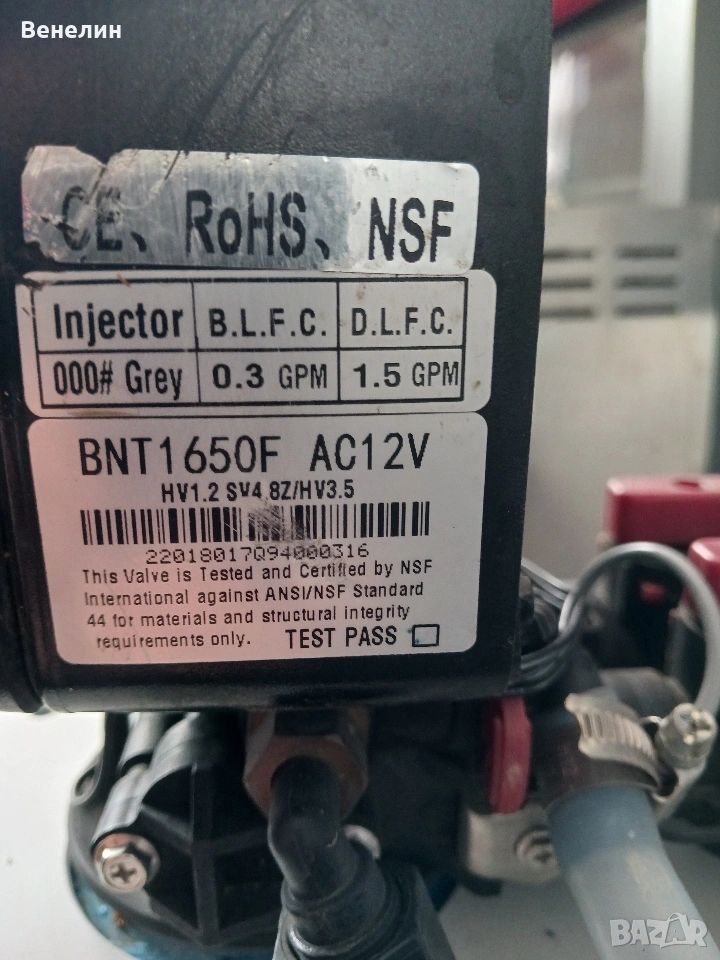 Венелин
CE、RoHS、NSF
Injector B.L.F.C. D.L.F.C.
000# Grey 0.3 GPM 1.5 GPM
BNT1650F AC12V
HV1.2 SV4.8Z/HV3.5
22018017Q94000316
This Valve is Tested and Certified by NSF
International against ANSI/NSF Standard
44 for materials and structural integrity
requirements only. TEST PASS
BAZAR